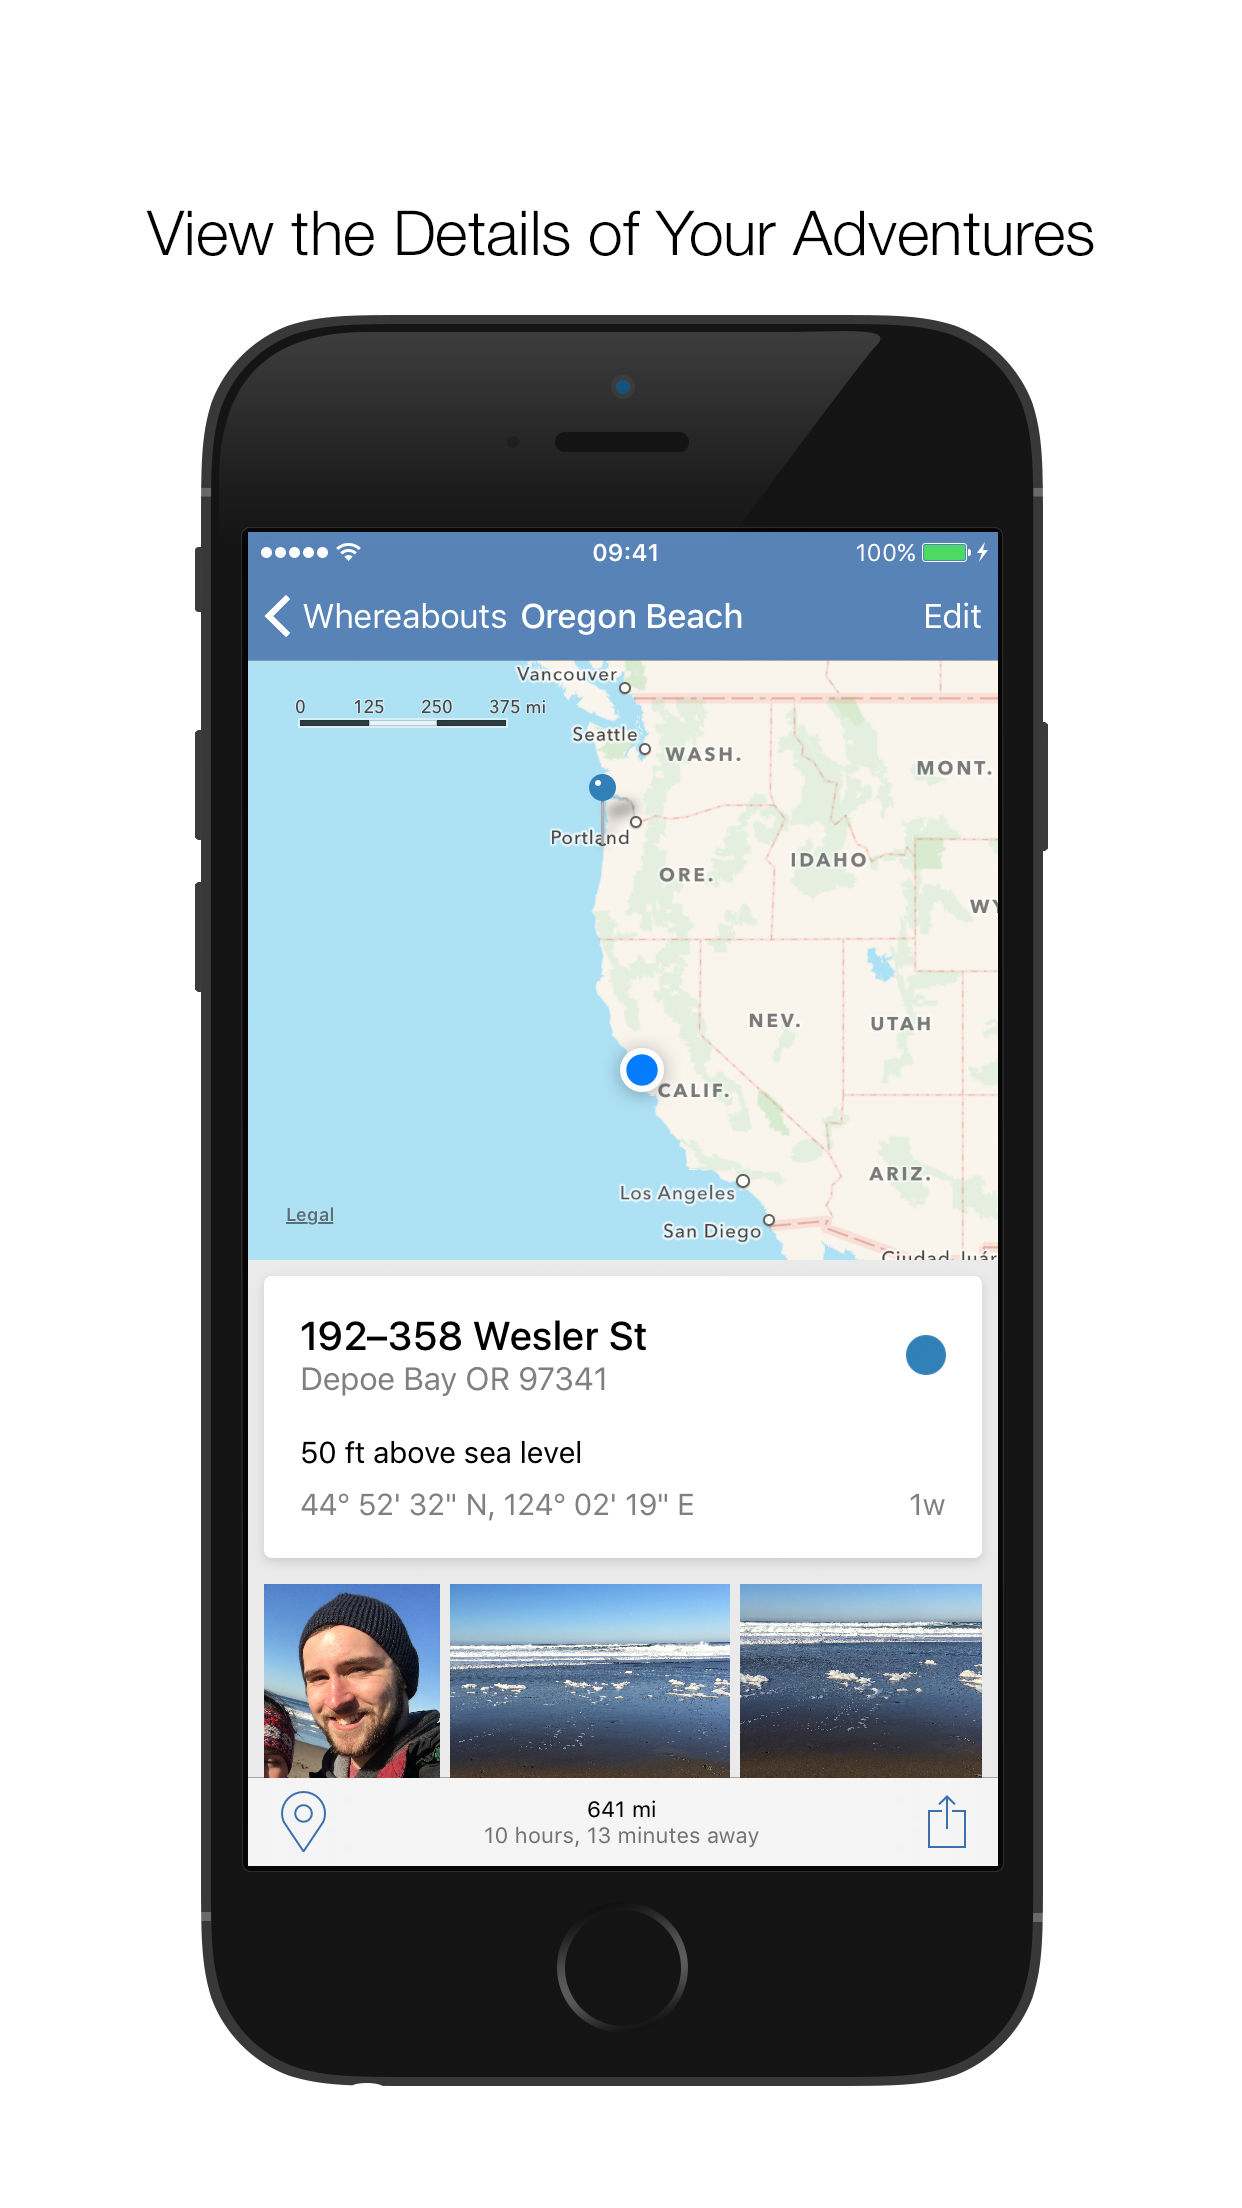 View the Details of Your Adventures
09:41
100%
Whereabouts
Oregon Beach
Edit
Vancouver
0 125 250 375 mi
Seattle
WASH.
MONT.
Portland
IDAHO
ORE.
WY
NEV.
UTAH
CALIF.
ARIZ.
Los Angeles
Legal
San Diego
Ciudad Juár
192–358 Wesler St
Depoe Bay OR 97341
50 ft above sea level
44° 52' 32" N, 124° 02' 19" E
1w
641 mi
10 hours, 13 minutes away